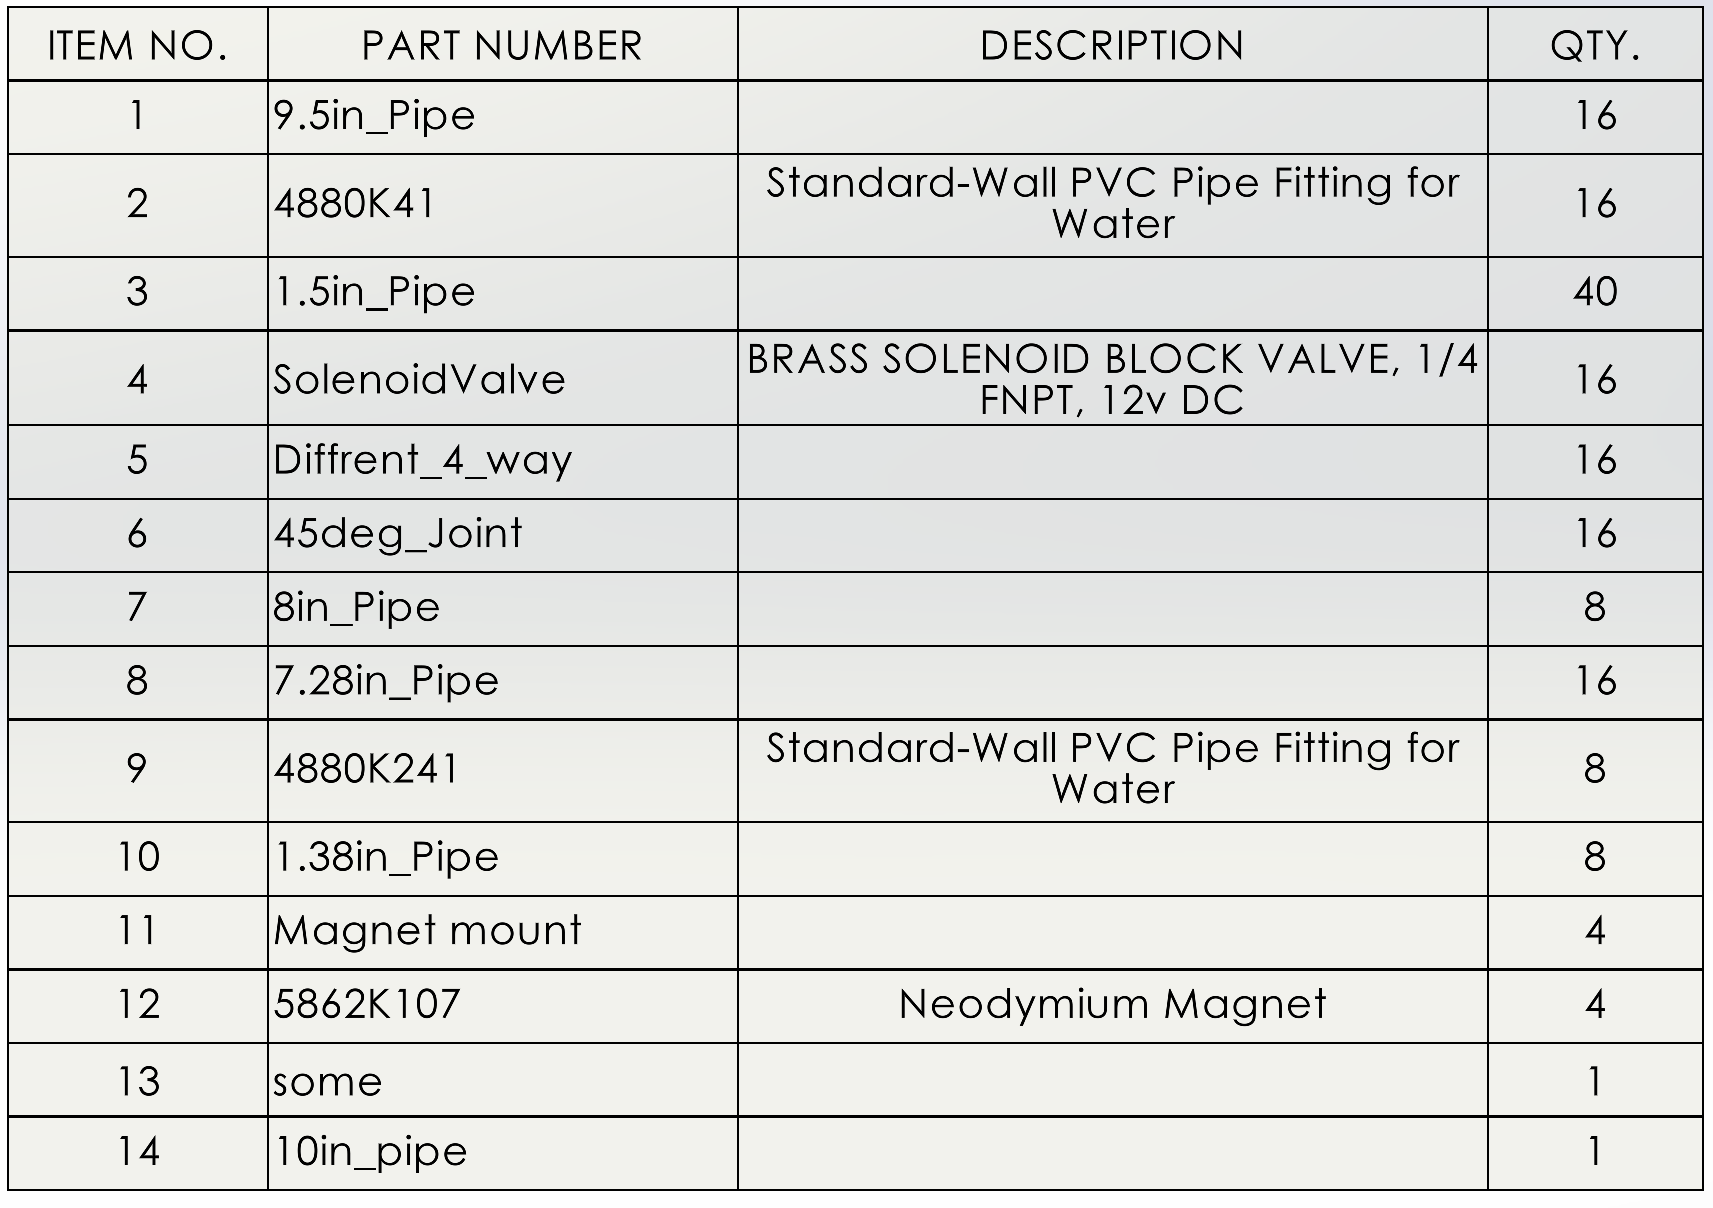 ITEM NO. PART NUMBER DESCRIPTION QTY.
1 9.5in_Pipe 16
2 4880K41 Standard-Wall PVC Pipe Fitting for
Water 16
3 1.5in_Pipe 40
4 SolenoidValve BRASS SOLENOID BLOCK VALVE, 1/4
FNPT, 12v DC 16
5 Diffrent_4_way 16
6 45deg_Joint 16
7 8in_Pipe 8
8 7.28in_Pipe 16
9 4880K241 Standard-Wall PVC Pipe Fitting for
Water 8
10 1.38in_Pipe 8
11 Magnet mount 4
12 5862K107 Neodymium Magnet 4
13 some 1
14 10in_pipe 1